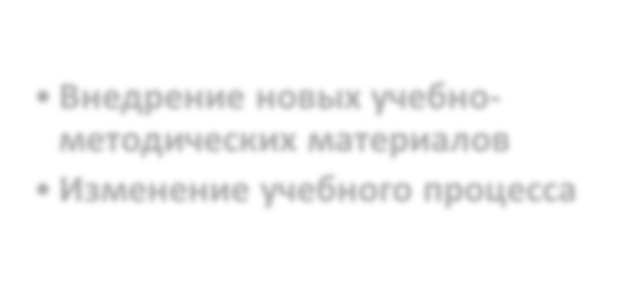 • Внедрение новых учебно-
методических материалов
• Изменение учебного процесса